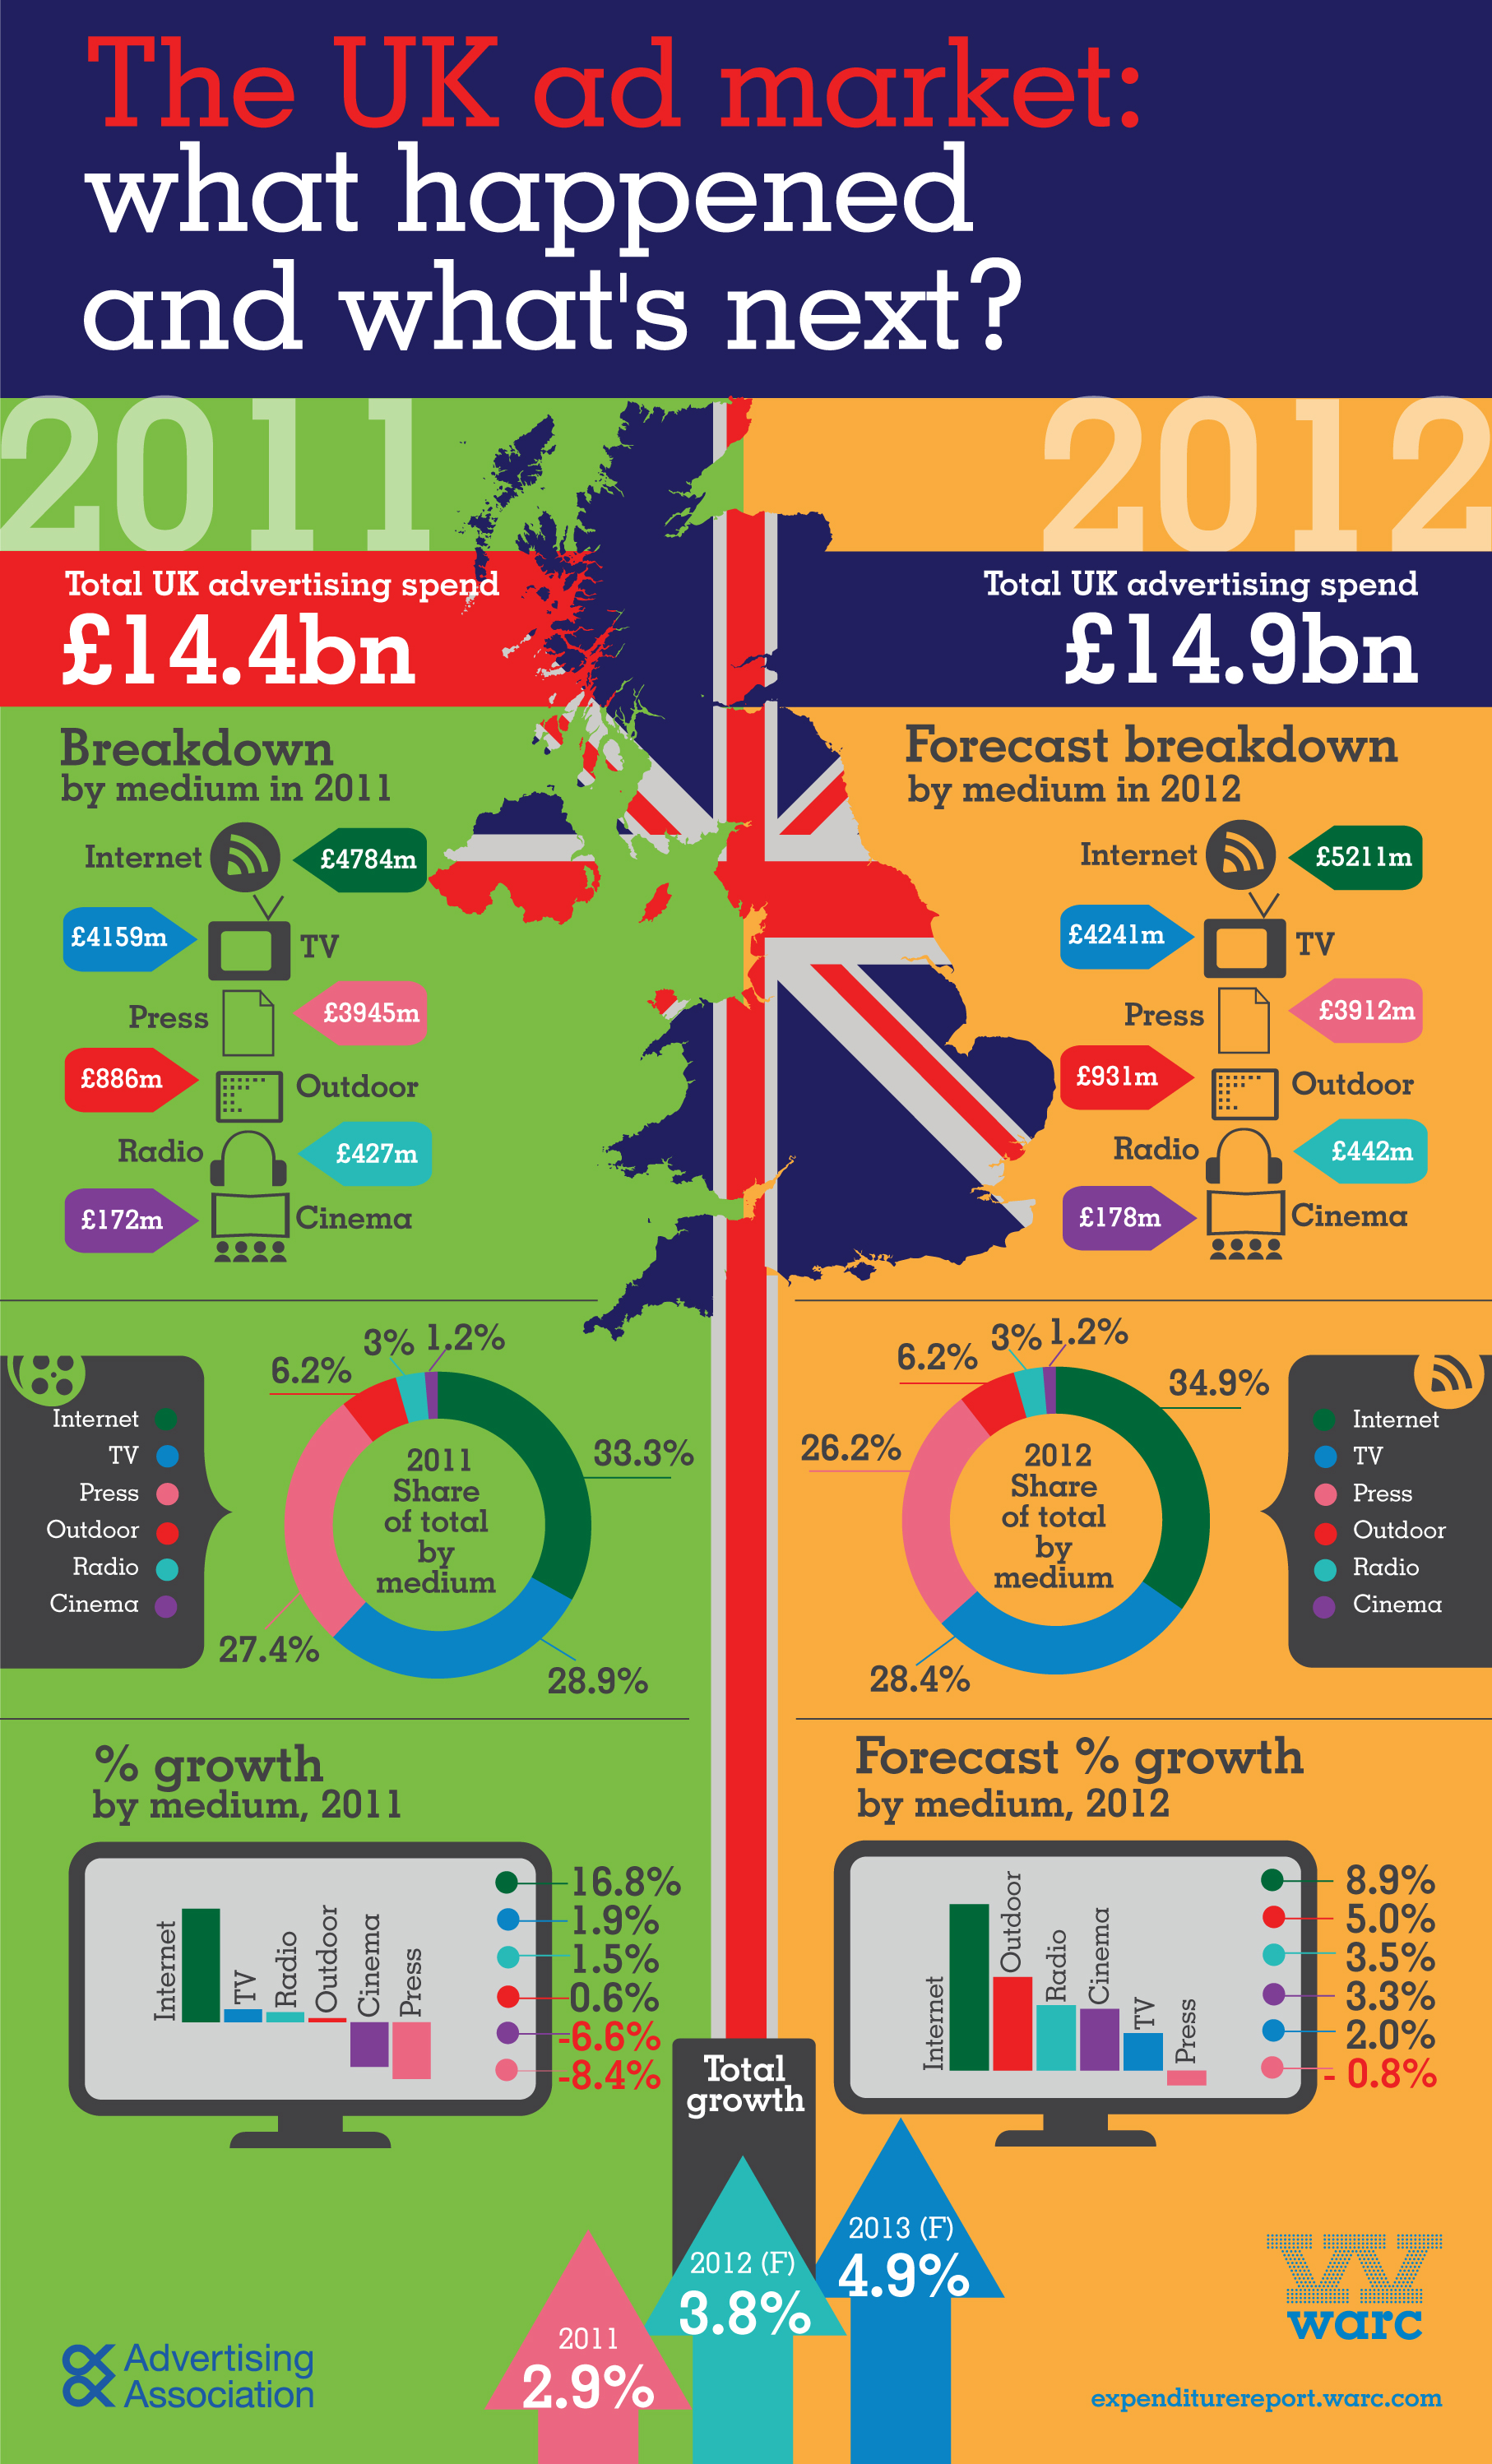 The UK ad market:
what happened
and what's next?
2011
Total UK advertising spend
£14.4bn
Breakdown
by medium in 2011
Internet
£4784m
£4159m
TV
Press
£3945m
£886m
Outdoor
Radio
£427m
£172m
Cinema
2012
Total UK advertising spend
£14.9bn
Forecast breakdown
by medium in 2012
Internet
£5211m
£4241m
TV
Press
£3912m
£931m
Outdoor
Radio
£442m
£178m
Cinema
Internet
TV
Press
Outdoor
Radio
Cinema
6.2%
3%
1.2%
33.3%
27.4%
28.9%
2011
Share
of total
by
medium
6.2%
3%
1.2%
34.9%
26.2%
28.4%
2012
Share
of total
by
medium
Internet
TV
Press
Outdoor
Radio
Cinema
% growth
by medium, 2011
Internet
TV
Radio
Outdoor
Cinema
Press
16.8%
1.9%
1.5%
0.6%
-6.6%
-8.4%
Forecast % growth
by medium, 2012
Internet
Outdoor
Radio
Cinema
TV
Press
8.9%
5.0%
3.5%
3.3%
2.0%
- 0.8%
Total
growth
2011
2.9%
2012 (F)
3.8%
2013 (F)
4.9%
Advertising
Association
warc
expenditurereport.warc.com